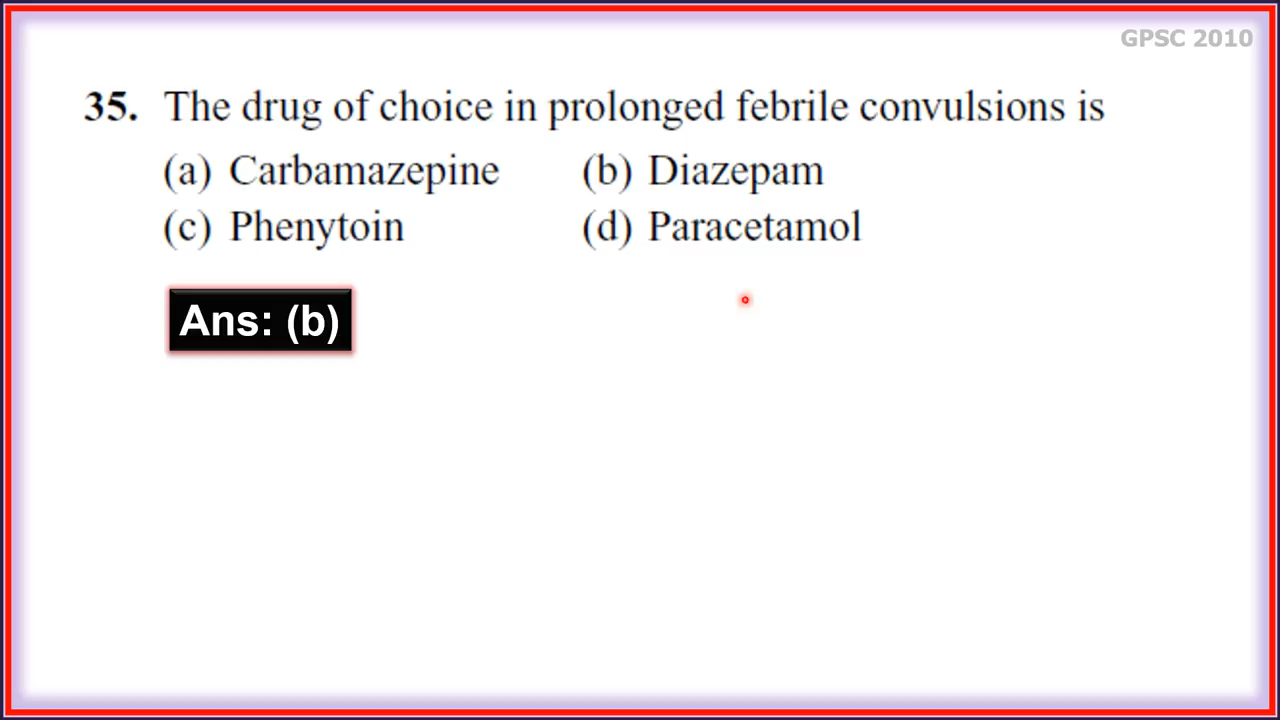 GPSC 2010
35. The drug of choice in prolonged febrile convulsions is
(a) Carbamazepine (b) Diazepam
(c) Phenytoin (d) Paracetamol
Ans: (b)